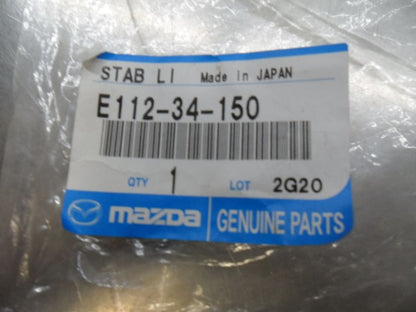 STAB LI Made in JAPAN
E112-34-150
QTY 1 LOT 2G20
mazda GENUINE PARTS